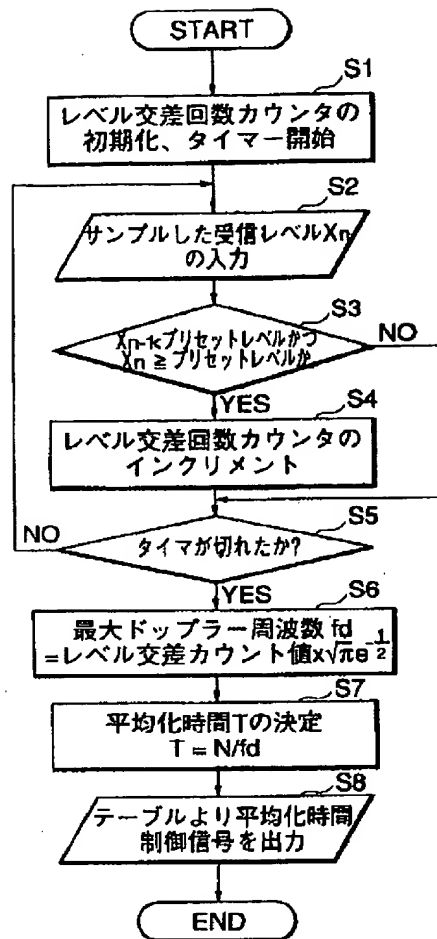 START
S1
レベル交差回数カウンタの
初期化、タイマー開始
S2
サンプルした受信レベルXn
の入力
S3
Xn-1<プリセットレベルかつ
Xn ≥ プリセットレベルか
NO
YES
S4
レベル交差回数カウンタの
インクリメント
S5
NO
タイマが切れたか?
YES
S6
最大ドップラー周波数 fd
=レベル交差カウント値x√πe^-1/2
S7
平均化時間Tの決定
T = N/fd
S8
テーブルより平均化時間
制御信号を出力
END